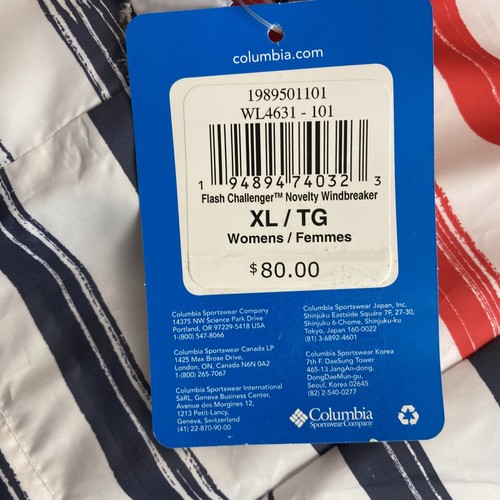 columbia.com
1989501101
WL4631 - 101
1 94894 74032 3
Flash Challenger™ Novelty Windbreaker
XL / TG
Womens / Femmes
$80.00
Columbia Sportswear Company
14375 NW Science Park Drive
Portland, OR 97229-5418 USA
1-(800) 547-8066
Columbia Sportswear Canada LP
1425 Max Brose Drive,
London, ON, Canada N6N 0A2
1-(800) 265-7067
Columbia Sportswear International
SàRL, Geneva Business Center,
Avenue des Morgines 12,
1213 Petit-Lancy,
Geneva, Switzerland
(41) 22-870-90-00
Columbia Sportswear Japan, Inc.
Shinjuku Eastside Square 7F, 27-30,
Shinjuku 6-Chome, Shinjuku-ku
Tokyo, Japan 160-0022
(81) 3-6892-4601
Columbia Sportswear Korea
7th F. DaeSung Tower
465-13 JangAn-dong,
DongDaeMun-gu,
Seoul, Korea 02645
(82) 2-540-0277
Columbia
Sportswear Company